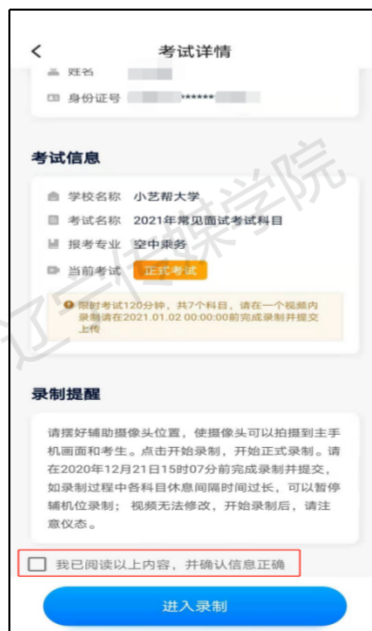 考试详情
姓名
身份证号 ******
考试信息
学校名称 小艺帮大学
考试名称 2021年常见面试考试科目
报考专业 空中乘务
当前考试 正式考试
限时考试120分钟，共7个科目，请在一个视频内
录制请在2021.01.02 00:00:00前完成录制并提交
上传
录制提醒
请摆好辅助摄像头位置，使摄像头可以拍摄到主手
机画面和考生。点击开始录制，开始正式录制。请
在2020年12月21日15时07分前完成录制并提交，
如录制过程中各科目休息间隔时间过长，可以暂停
辅机位录制；视频无法修改，开始录制后，请注
意仪态。
我已阅读以上内容，并确认信息正确
进入录制
辽宁传媒学院